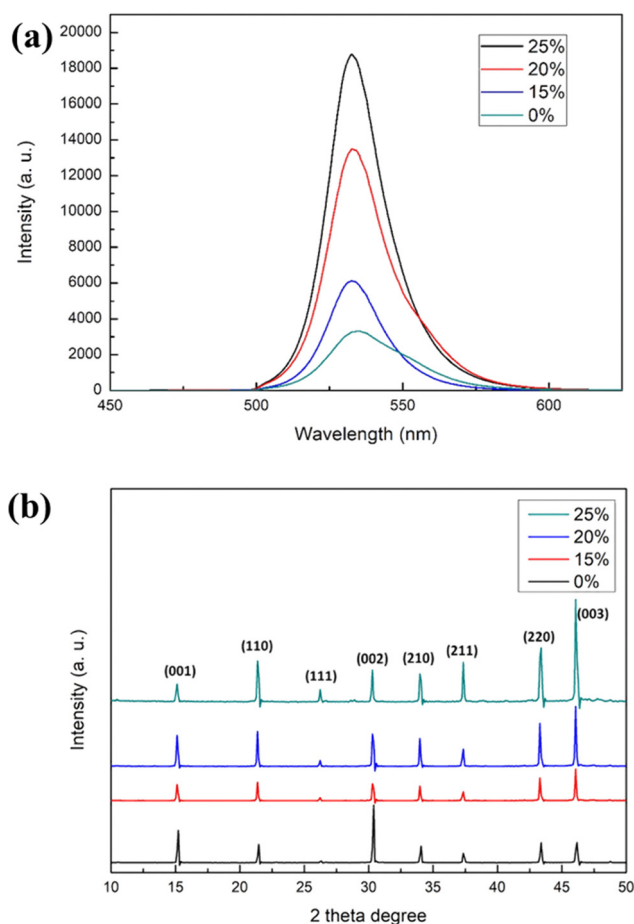 (a)
20000
18000
16000
14000
12000
10000
8000
6000
4000
2000
0
Intensity (a. u.)
25%
20%
15%
0%
450 500 550 600
Wavelength (nm)
(b)
25%
20%
15%
0%
Intensity (a. u.)
(001) (110) (111) (002) (210) (211) (220) (003)
10 15 20 25 30 35 40 45 50
2 theta degree